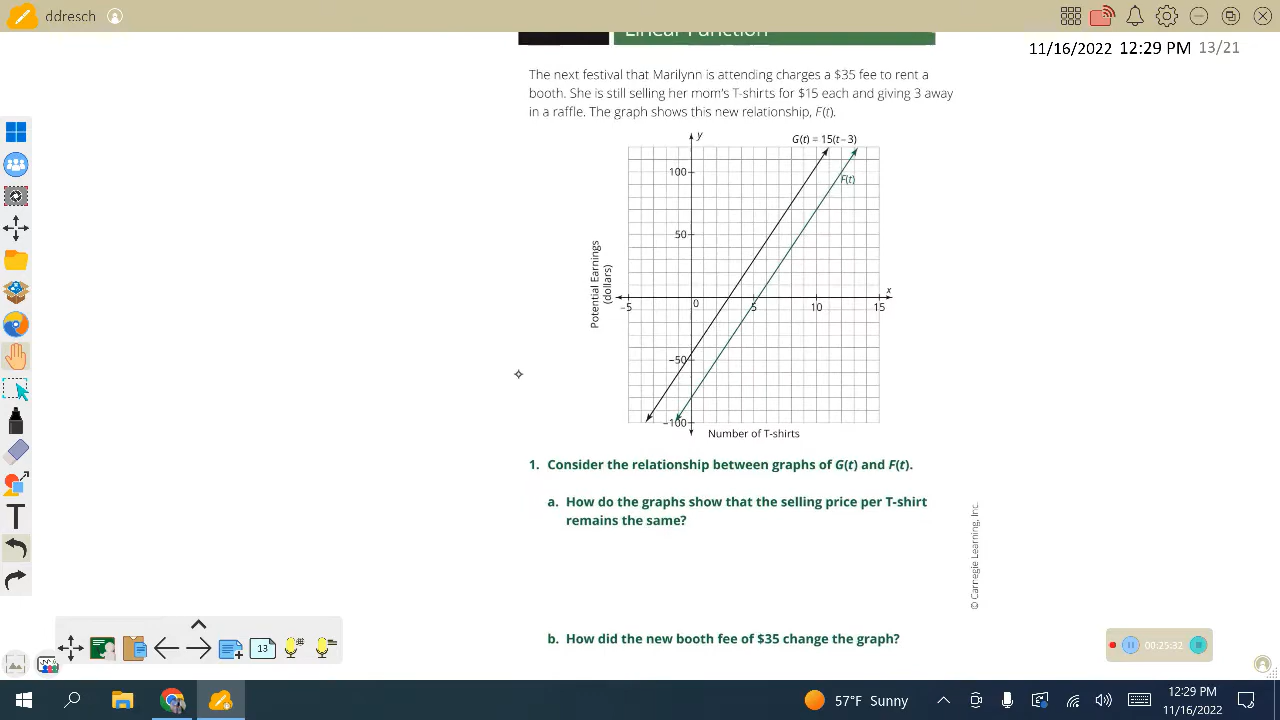 ddresch
11/16/2022 12:29 PM 13/21
Linear Function
The next festival that Marilynn is attending charges a $35 fee to rent a
booth. She is still selling her mom's T-shirts for $15 each and giving 3 away
in a raffle. The graph shows this new relationship, F(t).
y
G(t) = 15(t – 3)
100
F(t)
50
Potential Earnings
(dollars)
x
–5
0
5
10
15
–50
–100
Number of T-shirts
1. Consider the relationship between graphs of G(t) and F(t).
a. How do the graphs show that the selling price per T-shirt
remains the same?
© Carnegie Learning, Inc.
b. How did the new booth fee of $35 change the graph?
13
00:25:32
57°F Sunny
12:29 PM
11/16/2022